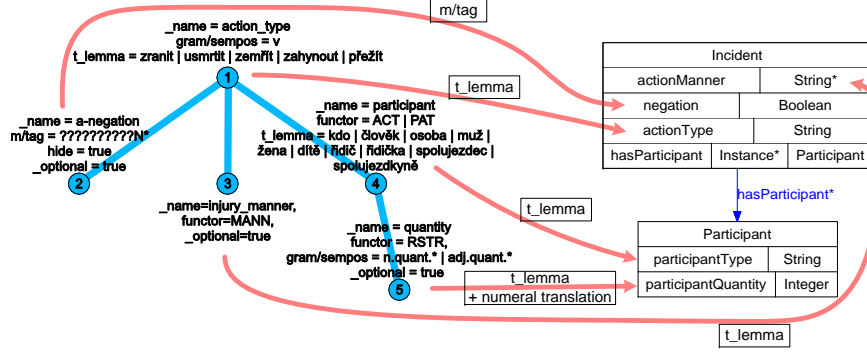 m/tag
_name = action_type
gram/sempos = v
t_lemma = zranit | usmrtit | zemřít | zahynout | přežít
1
t_lemma
_name = a-negation
m/tag = ??????????N*
hide = true
_optional = true
2
_name = participant
functor = ACT | PAT
t_lemma = kdo | člověk | osoba | muž |
žena | dítě | řidič | řidička | spolujezdec |
spolujezdkyně
4
3
_name=injury_manner,
functor=MANN,
_optional=true
t_lemma
_name = quantity
functor = RSTR,
gram/sempos = n.quant.* | adj.quant.*
_optional = true
5
t_lemma
+ numeral translation
t_lemma
Incident
actionManner String*
negation Boolean
actionType String
hasParticipant Instance* Participant
hasParticipant*
Participant
participantType String
participantQuantity Integer